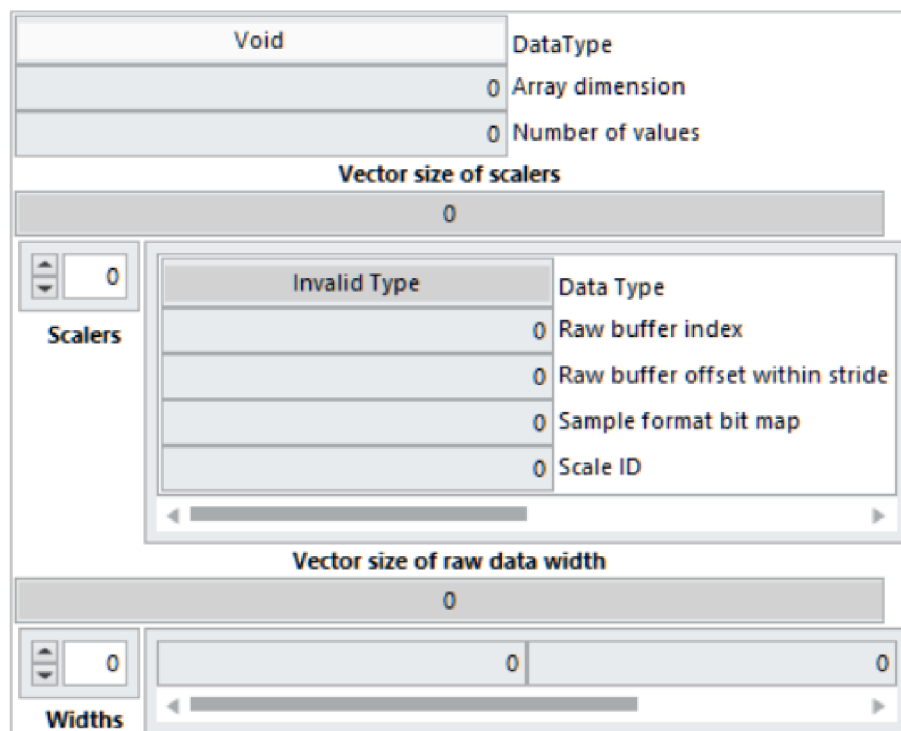 Void DataType
0 Array dimension
0 Number of values
Vector size of scalers
0
0 Invalid Type Data Type
Scalers 0 Raw buffer index
0 Raw buffer offset within stride
0 Sample format bit map
0 Scale ID
Vector size of raw data width
0
0 0 0
Widths